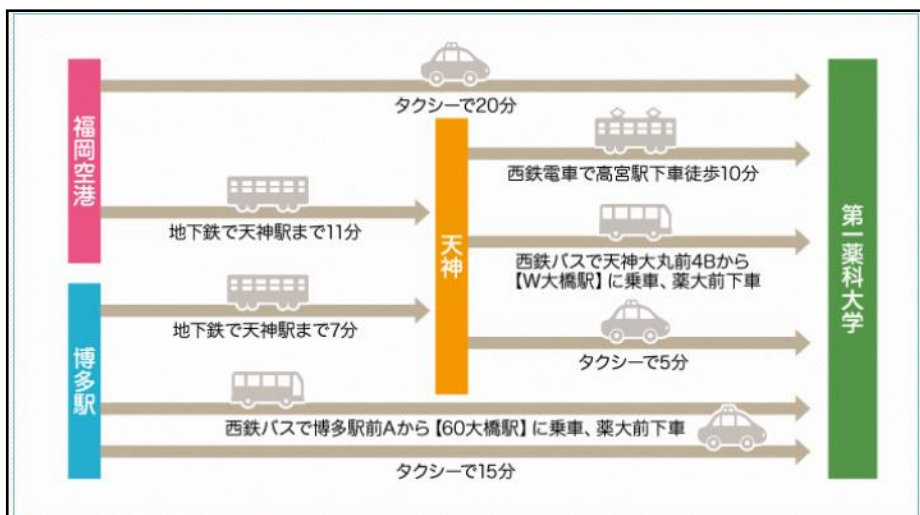 福岡空港
タクシーで20分
天神
西鉄電車で高宮駅下車徒歩10分
地下鉄で天神駅まで11分
西鉄バスで天神大丸前4Bから
【W大橋駅】に乗車、薬大前下車
第一薬科大学
博多駅
地下鉄で天神駅まで7分
タクシーで5分
西鉄バスで博多駅前Aから【60大橋駅】に乗車、薬大前下車
タクシーで15分